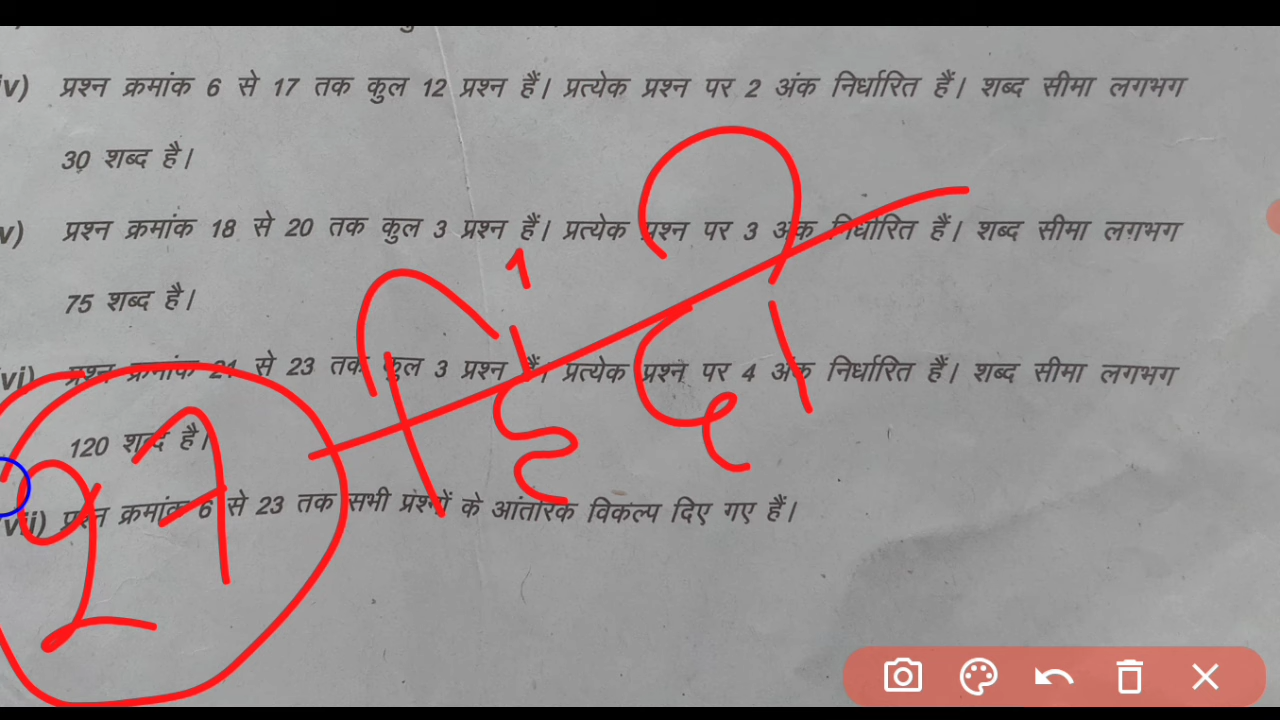 iv) प्रश्न क्रमांक 6 से 17 तक कुल 12 प्रश्न हैं। प्रत्येक प्रश्न पर 2 अंक निर्धारित हैं। शब्द सीमा लगभग
30 शब्द है।
v) प्रश्न क्रमांक 18 से 20 तक कुल 3 प्रश्न हैं। प्रत्येक प्रश्न पर 3 अंक निर्धारित हैं। शब्द सीमा लगभग
75 शब्द है।
vi) प्रश्न क्रमांक 21 से 23 तक कुल 3 प्रश्न हैं। प्रत्येक प्रश्न पर 4 अंक निर्धारित हैं। शब्द सीमा लगभग
120 शब्द है।
vii) प्रश्न क्रमांक 6 से 23 तक सभी प्रश्नों के आंतरिक विकल्प दिए गए हैं।